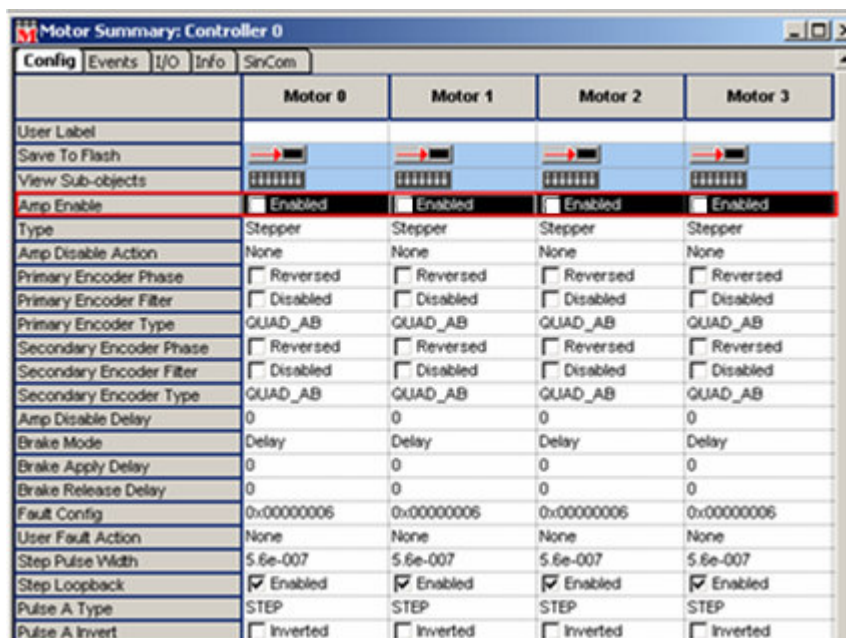 Motor Summary: Controller 0
Config Events I/O Info SinCom
Motor 0 Motor 1 Motor 2 Motor 3
User Label
Save To Flash
View Sub-objects
Amp Enable Enabled Enabled Enabled Enabled
Type Stepper Stepper Stepper Stepper
Amp Disable Action None None None None
Primary Encoder Phase Reversed Reversed Reversed Reversed
Primary Encoder Filter Disabled Disabled Disabled Disabled
Primary Encoder Type QUAD_AB QUAD_AB QUAD_AB QUAD_AB
Secondary Encoder Phase Reversed Reversed Reversed Reversed
Secondary Encoder Filter Disabled Disabled Disabled Disabled
Secondary Encoder Type QUAD_AB QUAD_AB QUAD_AB QUAD_AB
Amp Disable Delay 0 0 0 0
Brake Mode Delay Delay Delay Delay
Brake Apply Delay 0 0 0 0
Brake Release Delay 0 0 0 0
Fault Config 0x00000006 0x00000006 0x00000006 0x00000006
User Fault Action None None None None
Step Pulse Width 5.6e-007 5.6e-007 5.6e-007 5.6e-007
Step Loopback Enabled Enabled Enabled Enabled
Pulse A Type STEP STEP STEP STEP
Pulse A Invert Inverted Inverted Inverted Inverted